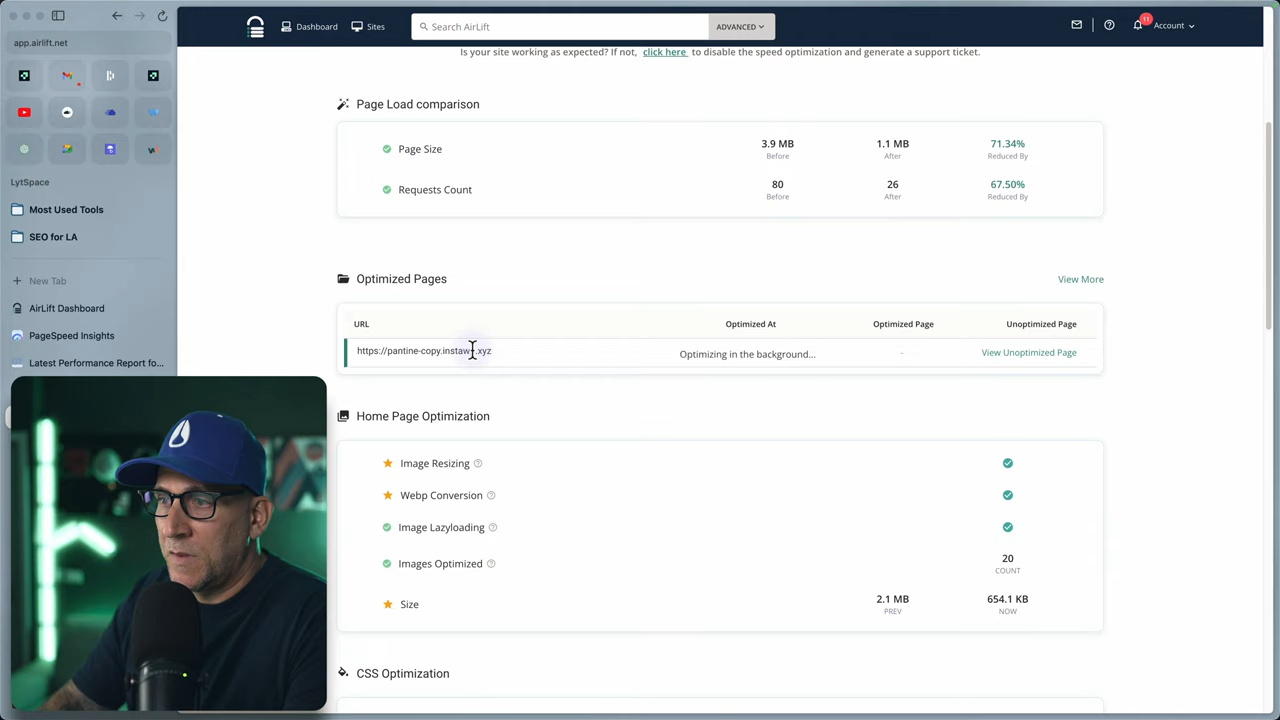 app.airlift.net
Dashboard
Sites
Search AirLift
ADVANCED
11
Account
Is your site working as expected? If not, click here to disable the speed optimization and generate a support ticket.
LytSpace
Most Used Tools
SEO for LA
New Tab
AirLift Dashboard
PageSpeed Insights
Latest Performance Report fo...
Page Load comparison
Page Size
3.9 MB
1.1 MB
71.34%
Before
After
Reduced By
Requests Count
80
26
67.50%
Before
After
Reduced By
Optimized Pages
View More
URL
Optimized At
Optimized Page
Unoptimized Page
Optimizing in the background...
-
View Unoptimized Page
Home Page Optimization
Image Resizing
Webp Conversion
Image Lazyloading
Images Optimized
20
COUNT
Size
2.1 MB
654.1 KB
PREV
NOW
CSS Optimization